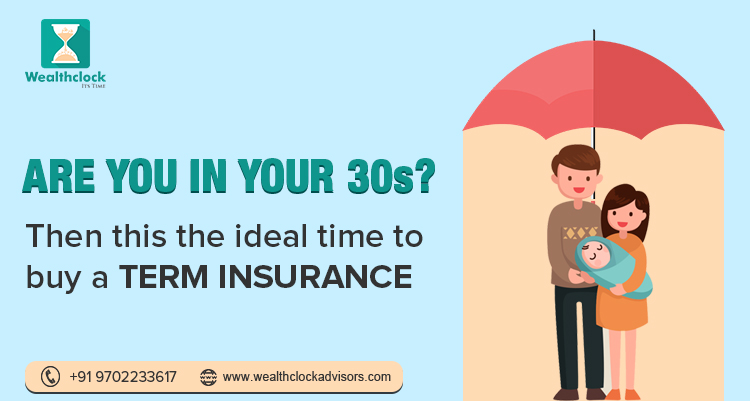 Wealthclock
ITS TIME
ARE YOU IN YOUR 30s?
Then this the ideal time to
buy a TERM INSURANCE
+91 9702233617 www.wealthclockadvisors.com